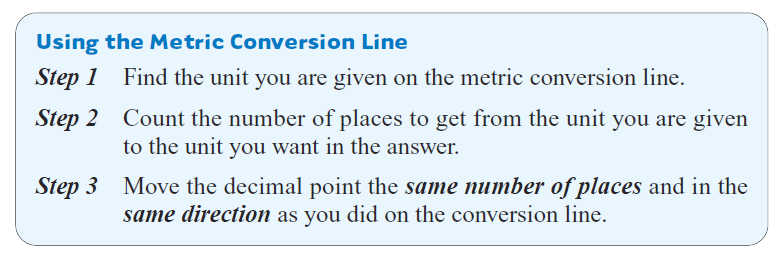 Using the Metric Conversion Line
Step 1 Find the unit you are given on the metric conversion line.
Step 2 Count the number of places to get from the unit you are given
to the unit you want in the answer.
Step 3 Move the decimal point the same number of places and in the
same direction as you did on the conversion line.